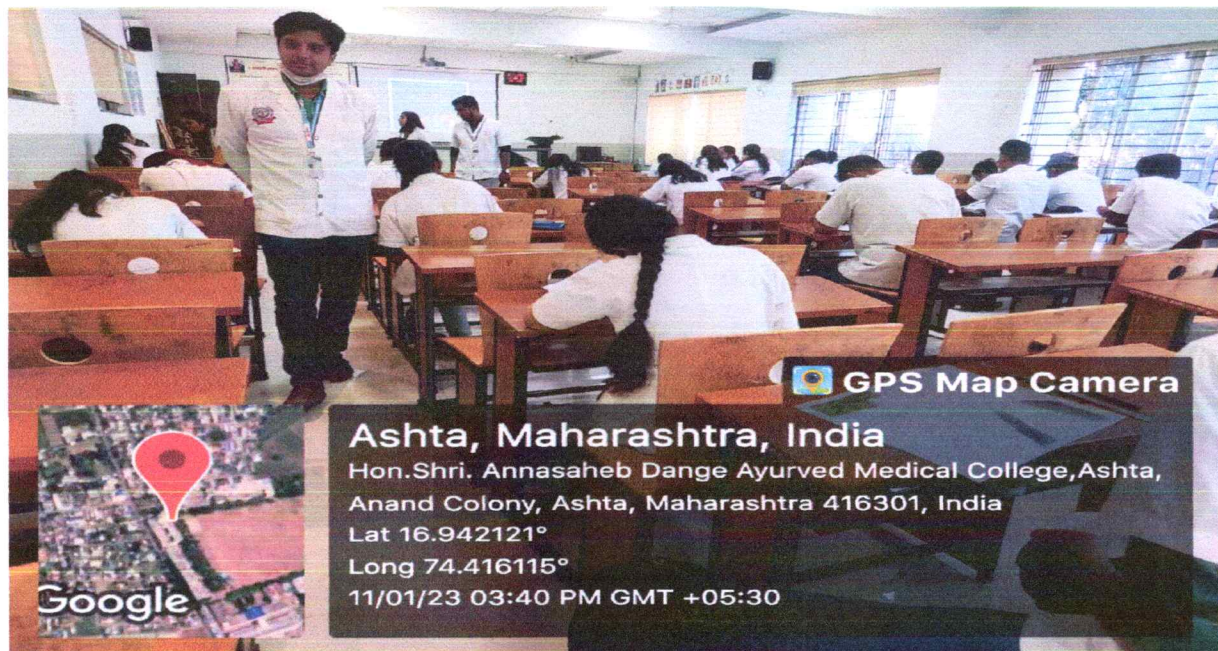 GPS Map Camera
Ashta, Maharashtra, India
Hon.Shri. Annasaheb Dange Ayurved Medical College,Ashta,
Anand Colony, Ashta, Maharashtra 416301, India
Lat 16.942121°
Long 74.416115°
11/01/23 03:40 PM GMT +05:30
Google